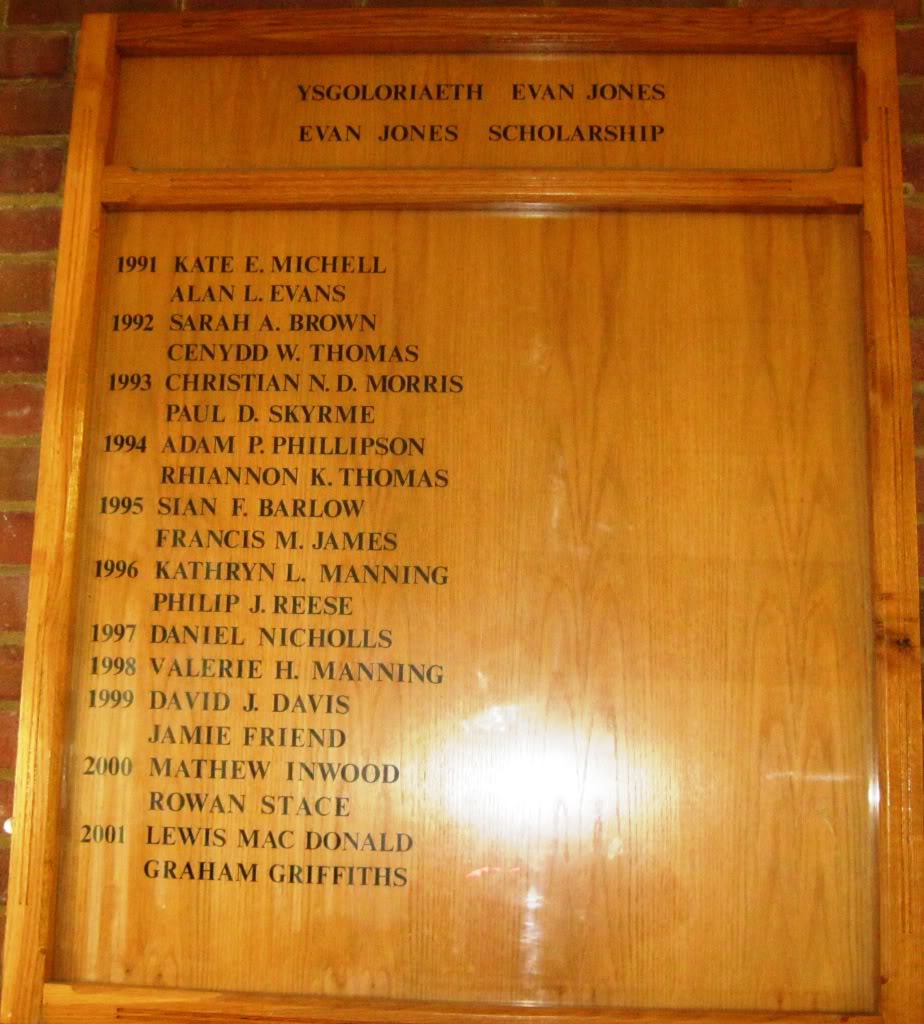 YSGOLORIAETH EVAN JONES
EVAN JONES SCHOLARSHIP
1991 KATE E. MICHELL
ALAN L. EVANS
1992 SARAH A. BROWN
CENYDD W. THOMAS
1993 CHRISTIAN N. D. MORRIS
PAUL D. SKYRME
1994 ADAM P. PHILLIPSON
RHIANNON K. THOMAS
1995 SIAN F. BARLOW
FRANCIS M. JAMES
1996 KATHRYN L. MANNING
PHILIP J. REESE
1997 DANIEL NICHOLLS
1998 VALERIE H. MANNING
1999 DAVID J. DAVIS
JAMIE FRIEND
2000 MATHEW INWOOD
ROWAN STACE
2001 LEWIS MAC DONALD
GRAHAM GRIFFITHS